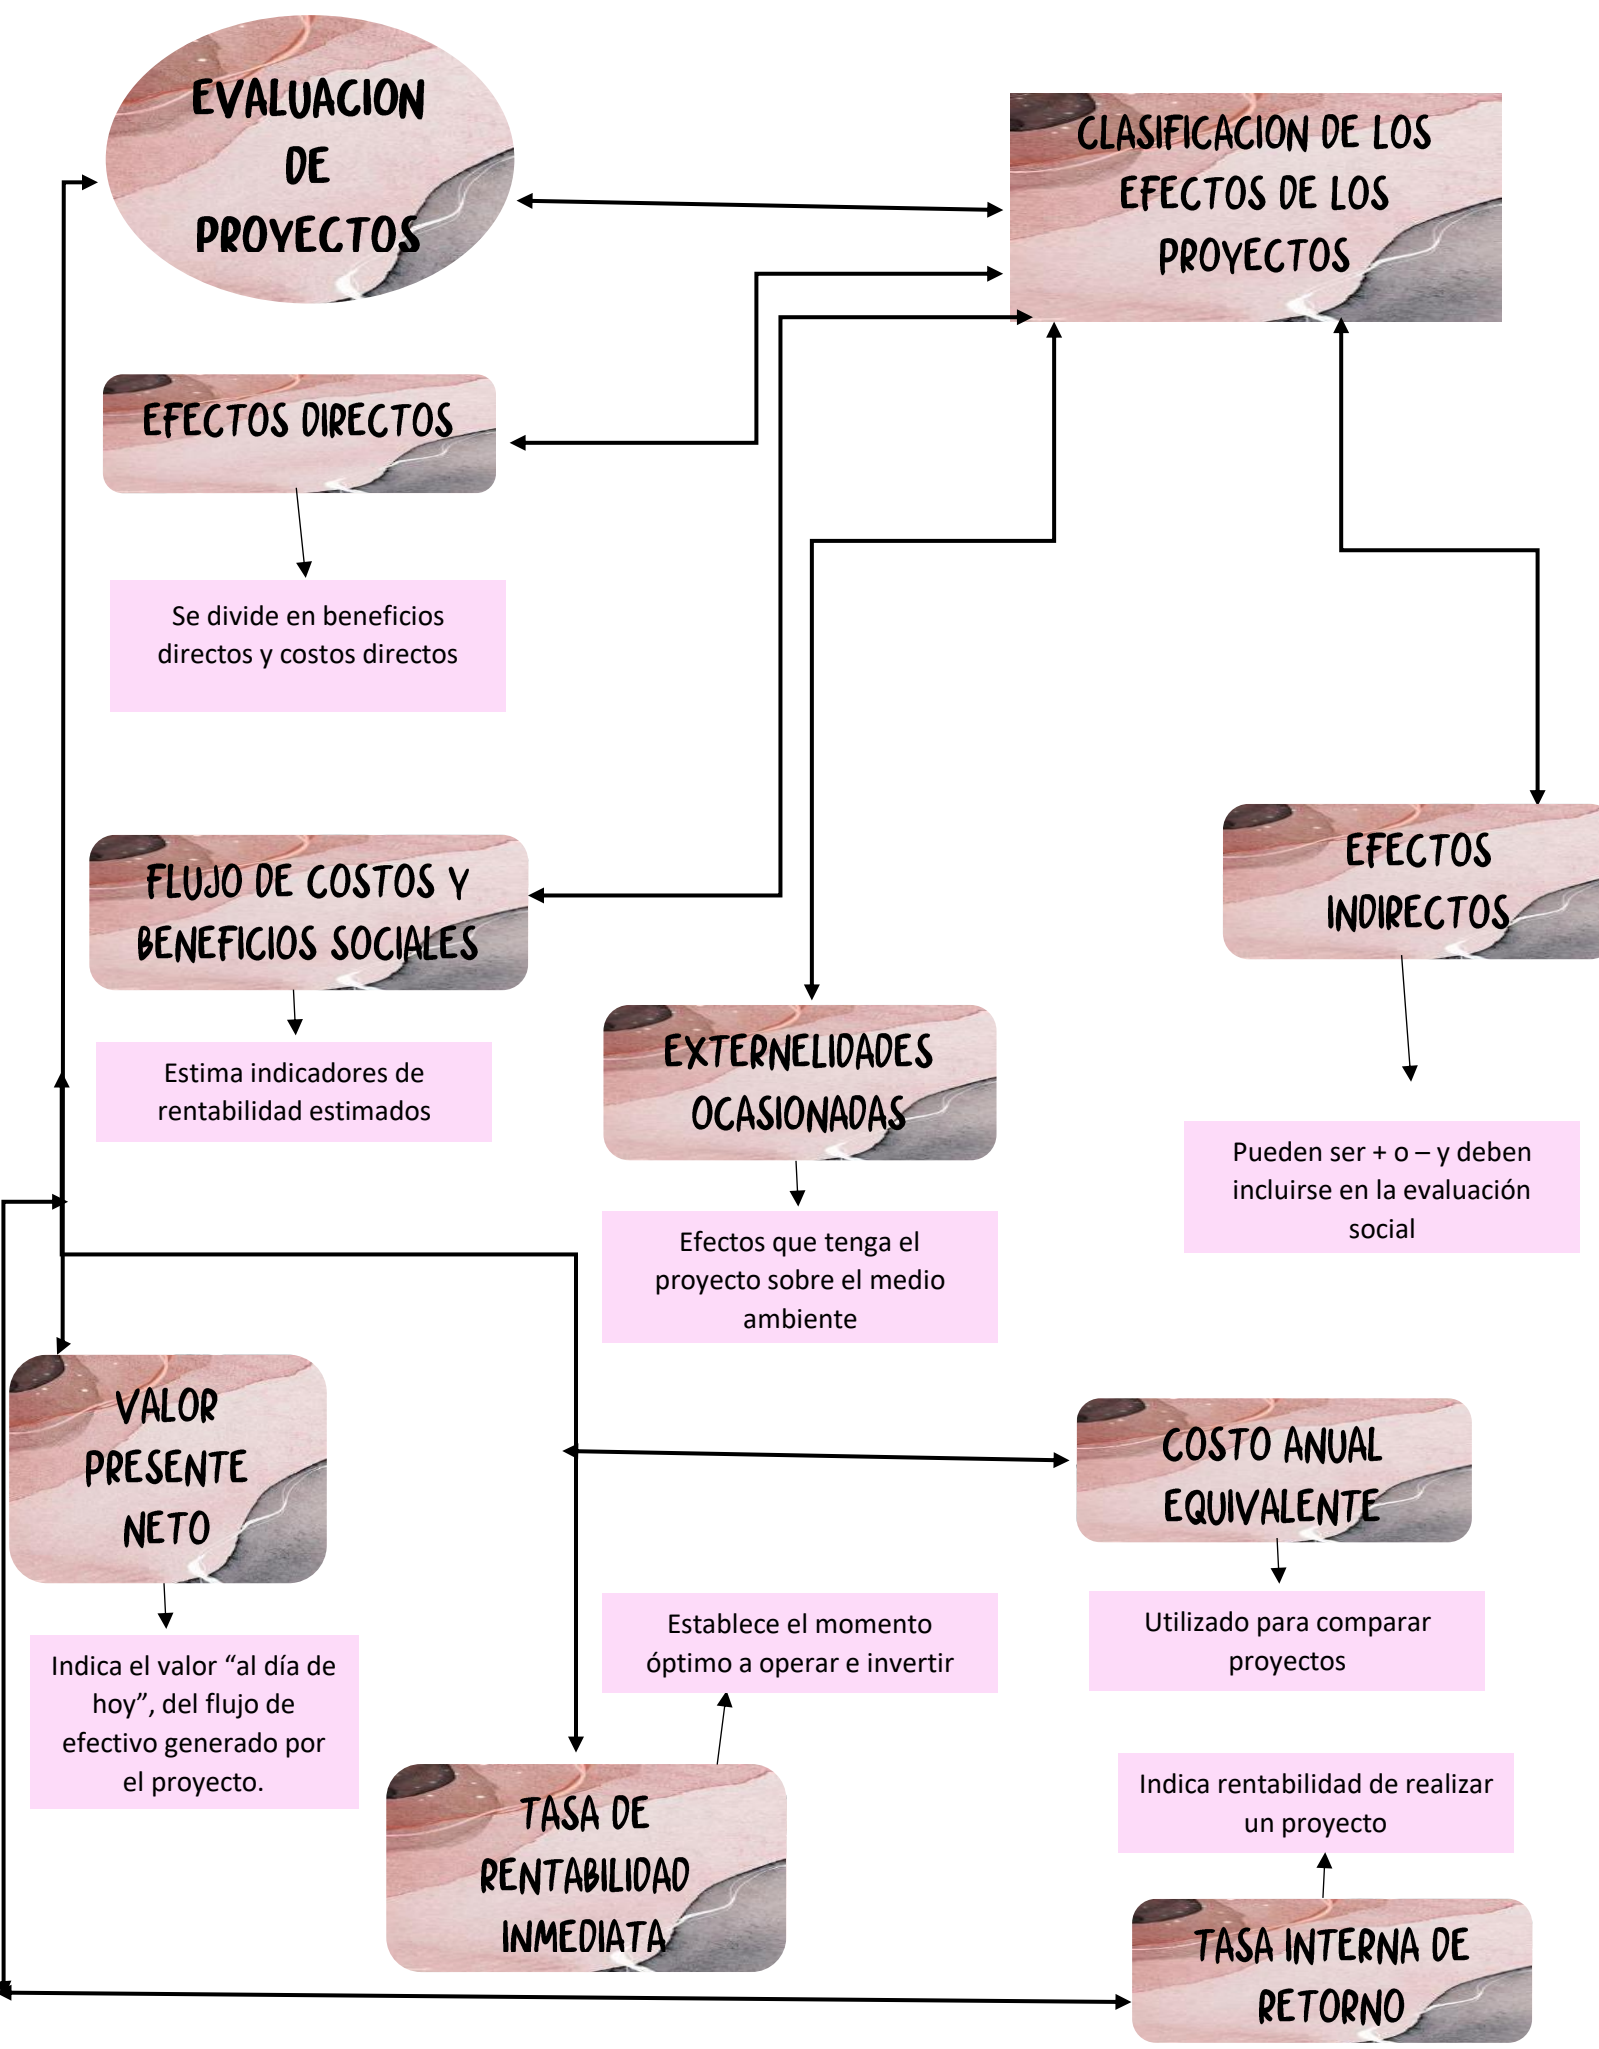 EVALUACION
DE
PROYECTOS
CLASIFICACION DE LOS
EFECTOS DE LOS
PROYECTOS
EFECTOS DIRECTOS
Se divide en beneficios
directos y costos directos
FLUJO DE COSTOS Y
BENEFICIOS SOCIALES
Estima indicadores de
rentabilidad estimados
EXTERNELIDADES
OCASIONADAS
Efectos que tenga el
proyecto sobre el medio
ambiente
EFECTOS
INDIRECTOS
Pueden ser + o – y deben
incluirse en la evaluación
social
VALOR
PRESENTE
NETO
Indica el valor “al día de
hoy”, del flujo de
efectivo generado por
el proyecto.
COSTO ANUAL
EQUIVALENTE
Utilizado para comparar
proyectos
Establece el momento
óptimo a operar e invertir
TASA DE
RENTABILIDAD
INMEDIATA
Indica rentabilidad de realizar
un proyecto
TASA INTERNA DE
RETORNO